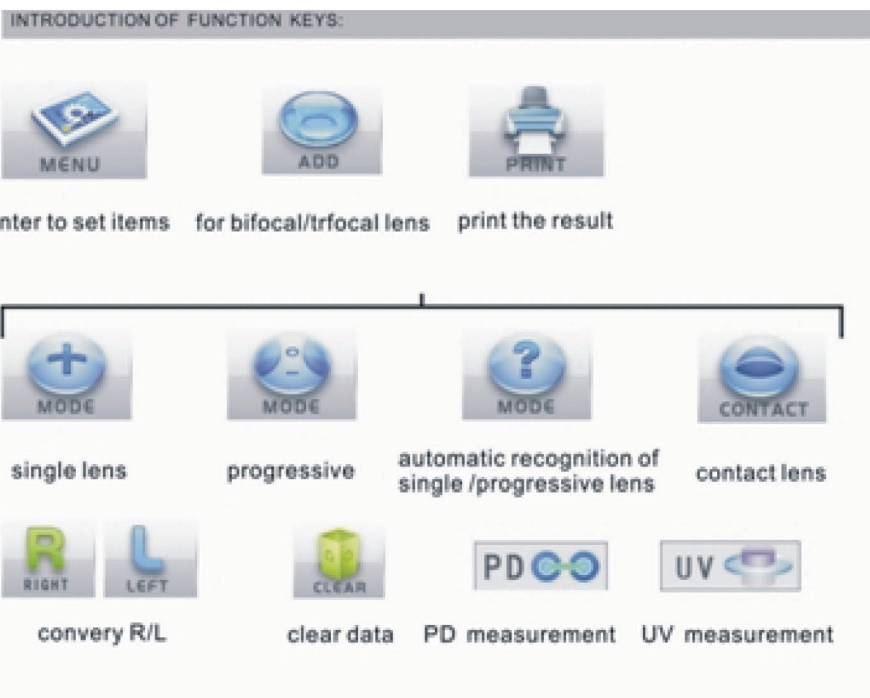 INTRODUCTION OF FUNCTION KEYS:
MENU
ADD
PRINT
nter to set items
for bifocal/trfocal lens
print the result
MODE
MODE
MODE
CONTACT
single lens
progressive
automatic recognition of
single /progressive lens
contact lens
R
L
RIGHT
LEFT
CLEAR
PD
UV
convery R/L
clear data
PD measurement
UV measurement